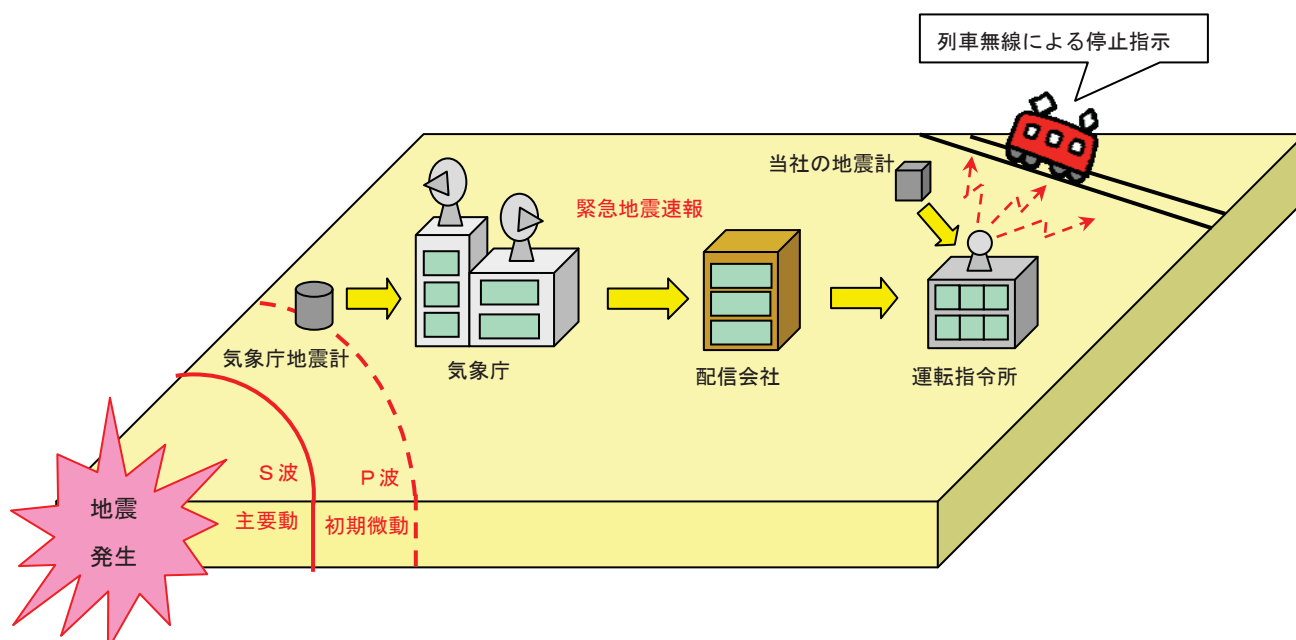 列車無線による停止指示
当社の地震計
緊急地震速報
気象庁地震計
気象庁
配信会社
運転指令所
S波
P波
主要動
初期微動
地震
発生